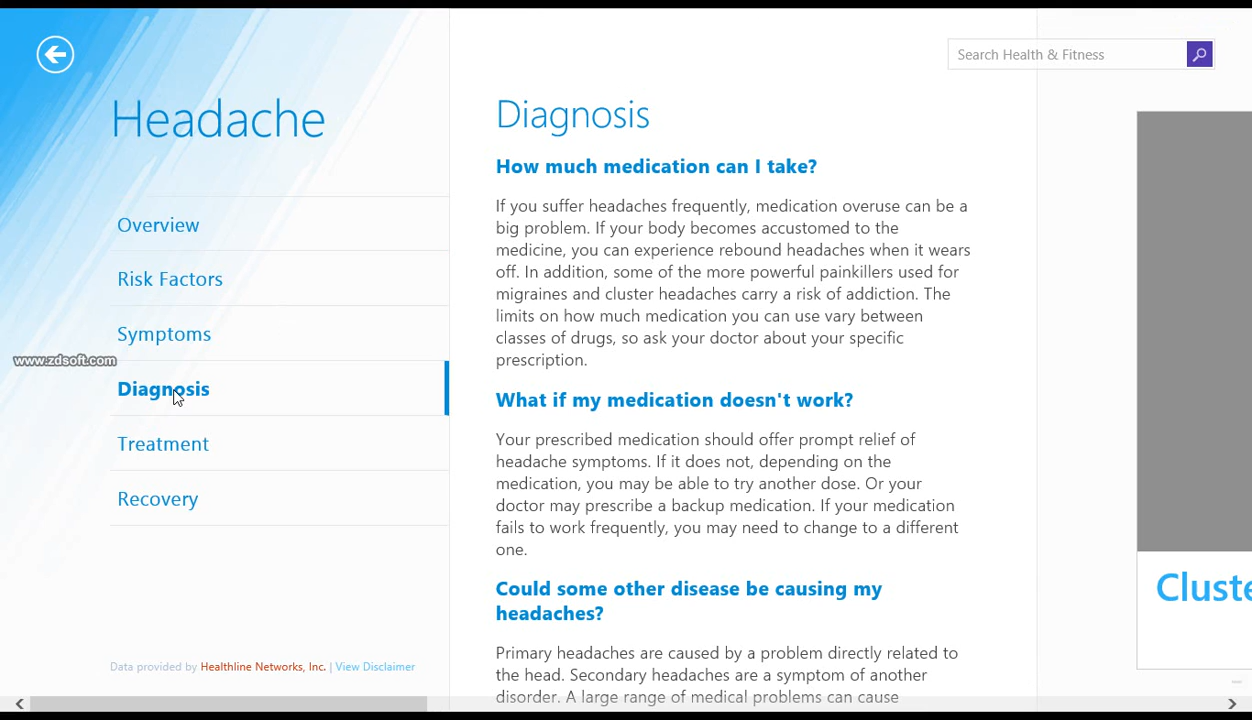 Search Health & Fitness
Headache
Overview
Risk Factors
Symptoms
www.zdsoft.com
Diagnosis
Treatment
Recovery
Data provided by Healthline Networks, Inc. | View Disclaimer
Diagnosis
How much medication can I take?
If you suffer headaches frequently, medication overuse can be a
big problem. If your body becomes accustomed to the
medicine, you can experience rebound headaches when it wears
off. In addition, some of the more powerful painkillers used for
migraines and cluster headaches carry a risk of addiction. The
limits on how much medication you can use vary between
classes of drugs, so ask your doctor about your specific
prescription.
What if my medication doesn't work?
Your prescribed medication should offer prompt relief of
headache symptoms. If it does not, depending on the
medication, you may be able to try another dose. Or your
doctor may prescribe a backup medication. If your medication
fails to work frequently, you may need to change to a different
one.
Could some other disease be causing my
headaches?
Primary headaches are caused by a problem directly related to
the head. Secondary headaches are a symptom of another
disorder. A large range of medical problems can cause
Cluste